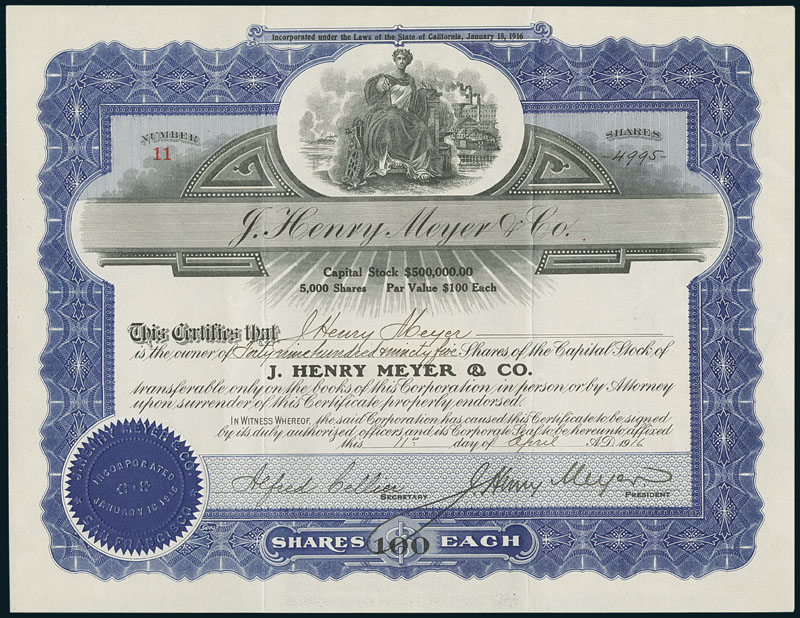 Incorporated under the Laws of the State of California, January 18, 1916
NUMBER
11
SHARES
-4995-
J. Henry Meyer & Co.
Capital Stock $500,000.00
5,000 Shares Par Value $100 Each
This Certifies that J Henry Meyer
is the owner of Forty nine hundred & ninety five Shares of the Capital Stock of
J. HENRY MEYER & CO.
transferable only on the books of this Corporation in person or by Attorney
upon surrender of this Certificate properly endorsed.
IN WITNESS WHEREOF, the said Corporation has caused this Certificate to be signed
by its duly authorized officers and its Corporate Seal to be hereunto affixed
this day of April A.D. 1916
J. HENRY MEYER & CO.
INCORPORATED
JANUARY 18 1916
SAN FRANCISCO
Alfred Cellier
SECRETARY
J Henry Meyer
PRESIDENT
SHARES $100 EACH